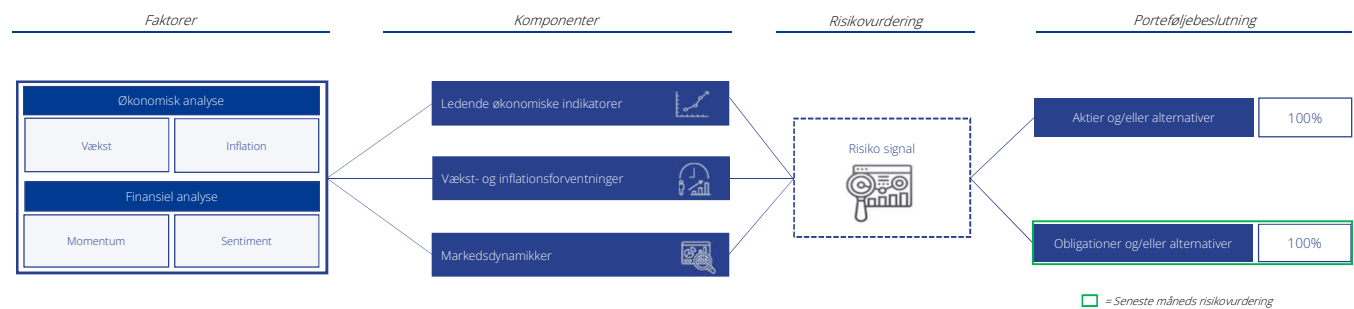 Faktorer
Komponenter
Risikovurdering
Porteføljebeslutning
Økonomisk analyse
Vækst
Inflation
Finansiel analyse
Momentum
Sentiment
Ledende økonomiske indikatorer
Vækst- og inflationsforventninger
Markedsdynamikker
Risiko signal
Aktier og/eller alternativer
100%
Obligationer og/eller alternativer
100%
= Seneste måneds risikovurdering